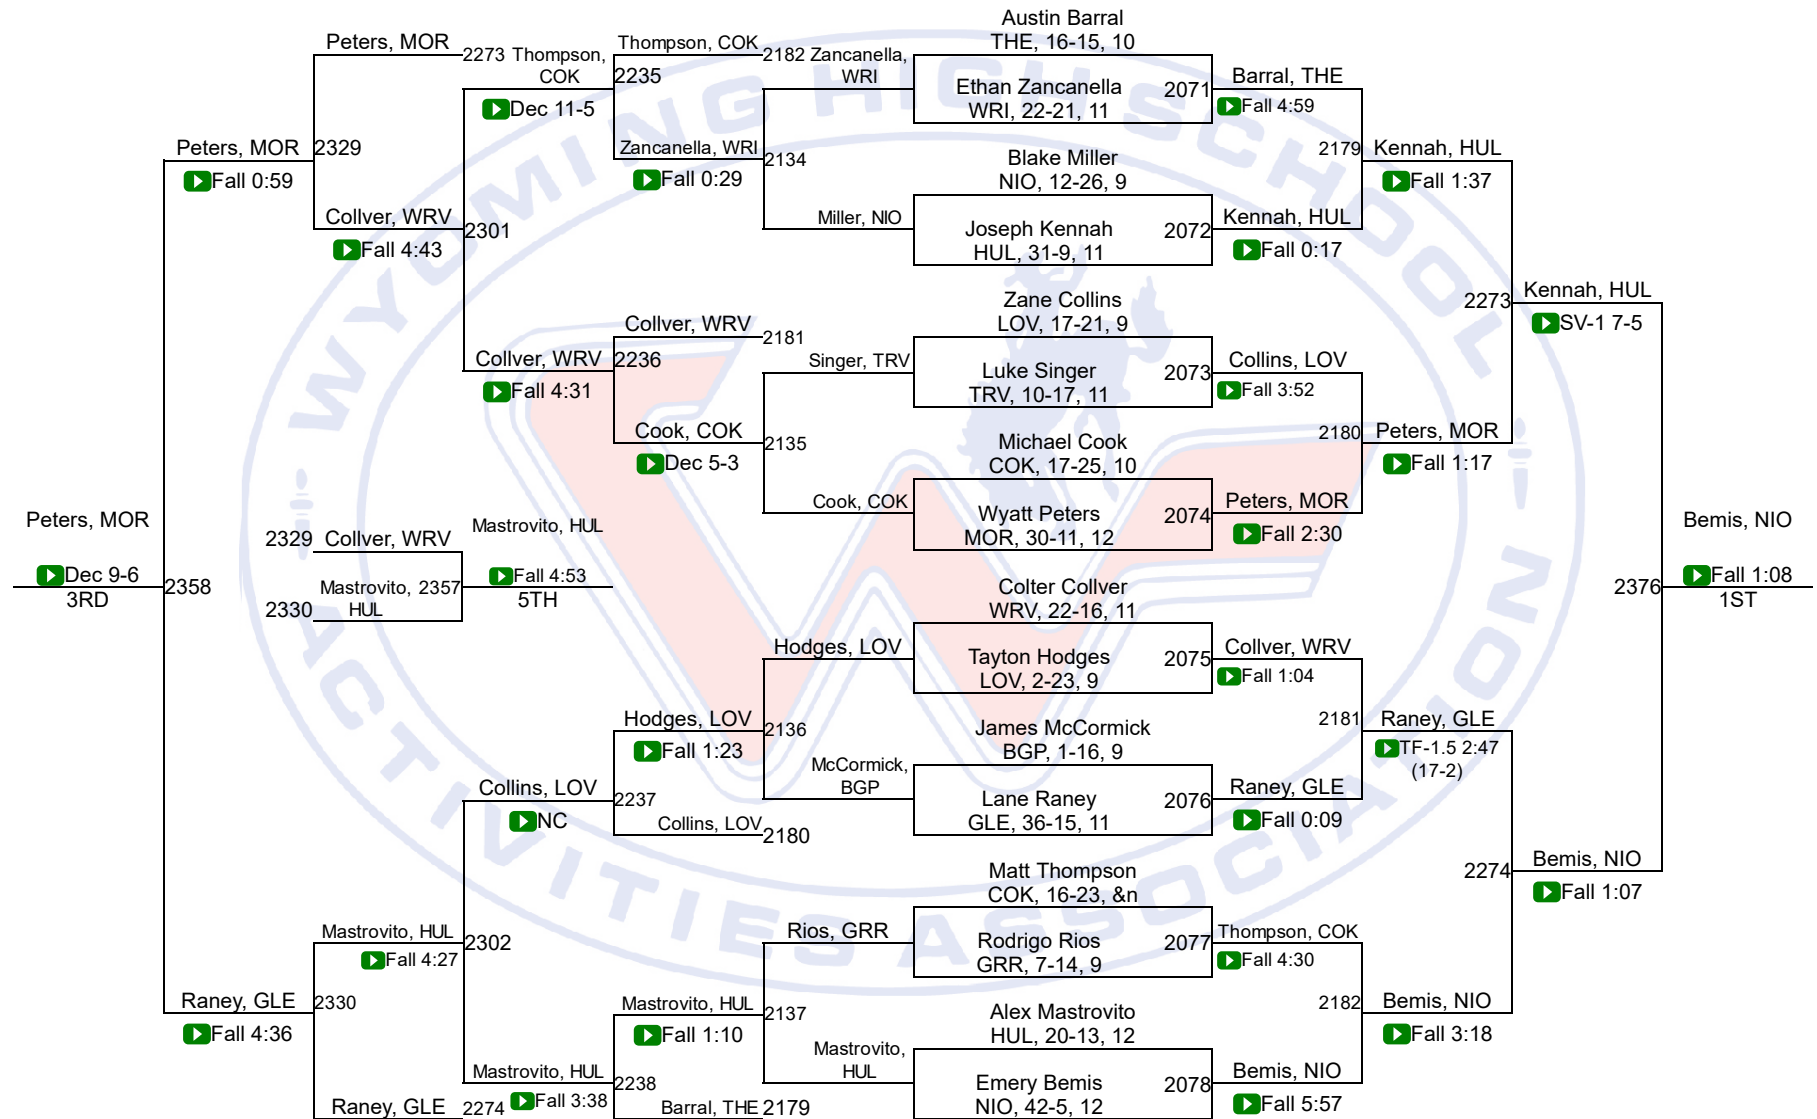 WYOMING HIGH SCHOOL
ACTIVITIES ASSOCIATION
Peters, MOR
2273
Thompson,
COK
Dec 11-5
Thompson, COK
2182
2235
Zancanella,
WRI
Austin Barral
THE, 16-15, 10
Ethan Zancanella
WRI, 22-21, 11
2071
Barral, THE
Fall 4:59
Peters, MOR
Fall 0:59
2329
Zancanella, WRI
Fall 0:29
2134
Blake Miller
NIO, 12-26, 9
2179
Kennah, HUL
Fall 1:37
Collver, WRV
Fall 4:43
2301
Miller, NIO
Joseph Kennah
HUL, 31-9, 11
2072
Kennah, HUL
Fall 0:17
Zane Collins
LOV, 17-21, 9
2273
Kennah, HUL
SV-1 7-5
Collver, WRV
2181
Collver, WRV
Fall 4:31
2236
Singer, TRV
Luke Singer
TRV, 10-17, 11
2073
Collins, LOV
Fall 3:52
Cook, COK
Dec 5-3
2135
Michael Cook
COK, 17-25, 10
2180
Peters, MOR
Fall 1:17
Cook, COK
Wyatt Peters
MOR, 30-11, 12
2074
Peters, MOR
Fall 2:30
Peters, MOR
Dec 9-6
3RD
2358
2329
Collver, WRV
Mastrovito, HUL
2330
Mastrovito,
HUL
2357
Fall 4:53
5TH
Colter Collver
WRV, 22-16, 11
2376
Bemis, NIO
Fall 1:08
1ST
Hodges, LOV
Tayton Hodges
LOV, 2-23, 9
2075
Collver, WRV
Fall 1:04
Hodges, LOV
Fall 1:23
2136
James McCormick
BGP, 1-16, 9
2181
Raney, GLE
TF-1.5 2:47
(17-2)
Collins, LOV
NC
2237
McCormick,
BGP
Lane Raney
GLE, 36-15, 11
2076
Raney, GLE
Fall 0:09
Collins, LOV
2180
Matt Thompson
COK, 16-23, &n
2274
Bemis, NIO
Fall 1:07
Mastrovito, HUL
Fall 4:27
2302
Rios, GRR
Rodrigo Rios
GRR, 7-14, 9
2077
Thompson, COK
Fall 4:30
Raney, GLE
Fall 4:36
2330
Mastrovito, HUL
Fall 1:10
2137
Alex Mastrovito
HUL, 20-13, 12
2182
Bemis, NIO
Fall 3:18
Mastrovito, HUL
Fall 3:38
2238
Mastrovito,
HUL
Emery Bemis
NIO, 42-5, 12
2078
Bemis, NIO
Fall 5:57
Raney, GLE
2274
Barral, THE
2179